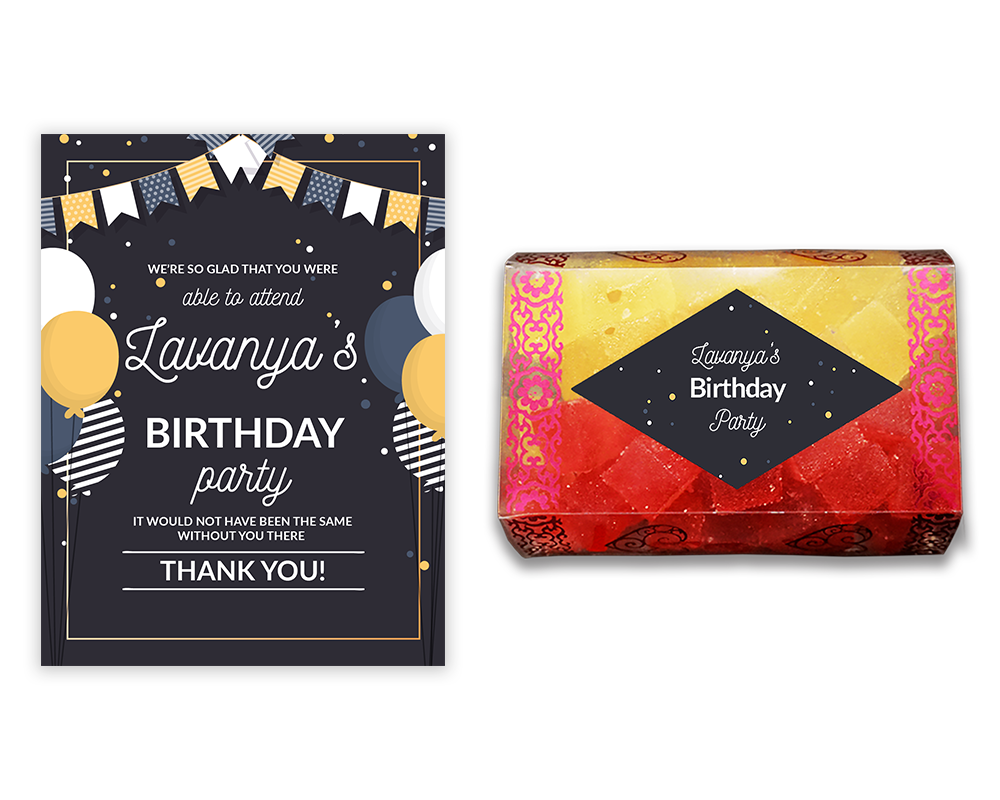 WE'RE SO GLAD THAT YOU WERE
able to attend
Lavanya's
BIRTHDAY
party
IT WOULD NOT HAVE BEEN THE SAME
WITHOUT YOU THERE
THANK YOU!
Lavanya's
Birthday
Party